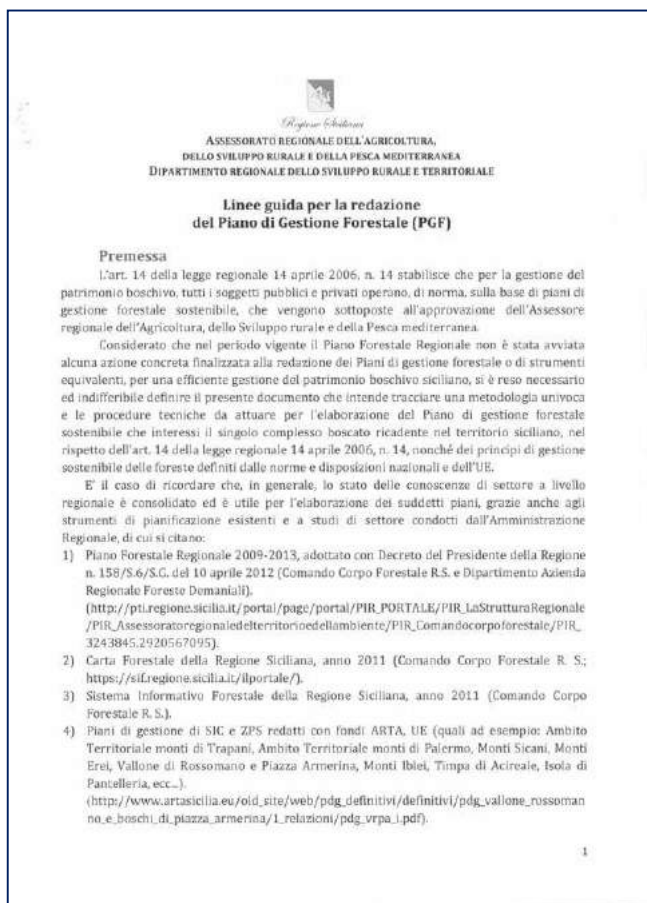 Regione Siciliana
ASSESSORATO REGIONALE DELL'AGRICOLTURA,
DELLO SVILUPPO RURALE E DELLA PESCA MEDITERRANEA
DIPARTIMENTO REGIONALE DELLO SVILUPPO RURALE E TERRITORIALE
Linee guida per la redazione
del Piano di Gestione Forestale (PGF)
Premessa
L'art. 14 della legge regionale 14 aprile 2006, n. 14 stabilisce che per la gestione del
patrimonio boschivo, tutti i soggetti pubblici e privati operano, di norma, sulla base di piani di
gestione forestale sostenibile, che vengono sottoposte all'approvazione dell'Assessore
regionale dell'Agricoltura, dello Sviluppo rurale e della Pesca mediterranea.
Considerato che nel periodo vigente il Piano Forestale Regionale non è stata avviata
alcuna azione concreta finalizzata alla redazione dei Piani di gestione forestale o di strumenti
equivalenti, per una efficiente gestione del patrimonio boschivo siciliano, si è reso necessario
ed indifferibile definire il presente documento che intende tracciare una metodologia univoca
e le procedure tecniche da attuare per l'elaborazione del Piano di gestione forestale
sostenibile che interessi il singolo complesso boscato ricadente nel territorio siciliano, nel
rispetto dell'art. 14 della legge regionale 14 aprile 2006, n. 14, nonché dei principi di gestione
sostenibile delle foreste definiti dalle norme e disposizioni nazionali e dell'UE.
E' il caso di ricordare che, in generale, lo stato delle conoscenze di settore a livello
regionale è consolidato ed è utile per l'elaborazione dei suddetti piani, grazie anche agli
strumenti di pianificazione esistenti e a studi di settore condotti dall'Amministrazione
Regionale, di cui si citano:
1) Piano Forestale Regionale 2009-2013, adottato con Decreto del Presidente della Regione
n. 158/S.6/S.G. del 10 aprile 2012 (Comando Corpo Forestale R.S. e Dipartimento Azienda
Regionale Foreste Demaniali).
(http://pti.regione.sicilia.it/portal/page/portal/PIR_PORTALE/PIR_LaStrutturaRegionale
/PIR_Assessoratoregionaledelterritorioedellambiente/PIR_Comandocorpoforestale/PIR_
3243845.2920567095).
2) Carta Forestale della Regione Siciliana, anno 2011 (Comando Corpo Forestale R. S.;
https://sif.regione.sicilia.it/ilportale/).
3) Sistema Informativo Forestale della Regione Siciliana, anno 2011 (Comando Corpo
Forestale R. S.).
4) Piani di gestione di SIC e ZPS redatti con fondi ARTA, UE (quali ad esempio: Ambito
Territoriale monti di Trapani, Ambito Territoriale monti di Palermo, Monti Sicani, Monti
Erei, Vallone di Rossomano e Piazza Armerina, Monti Iblei, Timpa di Acireale, Isola di
Pantelleria, ecc...).
(http://www.artasicilia.eu/old_site/web/pdg_definitivi/definitivi/pdg_vallone_rossoman
no_e_boschi_di_piazza_armerina/1_relazioni/pdg_vrpa_i.pdf).
1